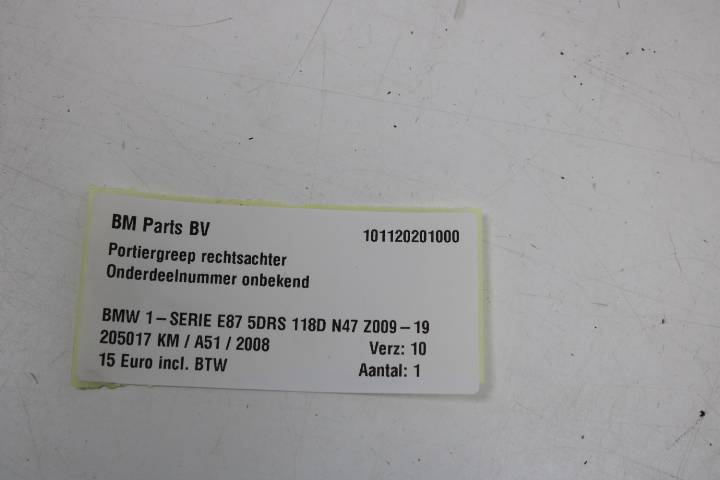 BM Parts BV 101120201000
Portiergreep rechtsachter
Onderdeelnummer onbekend
BMW 1-SERIE E87 5DRS 118D N47 Z009-19
205017 KM / A51 / 2008 Verz: 10
15 Euro incl. BTW Aantal: 1